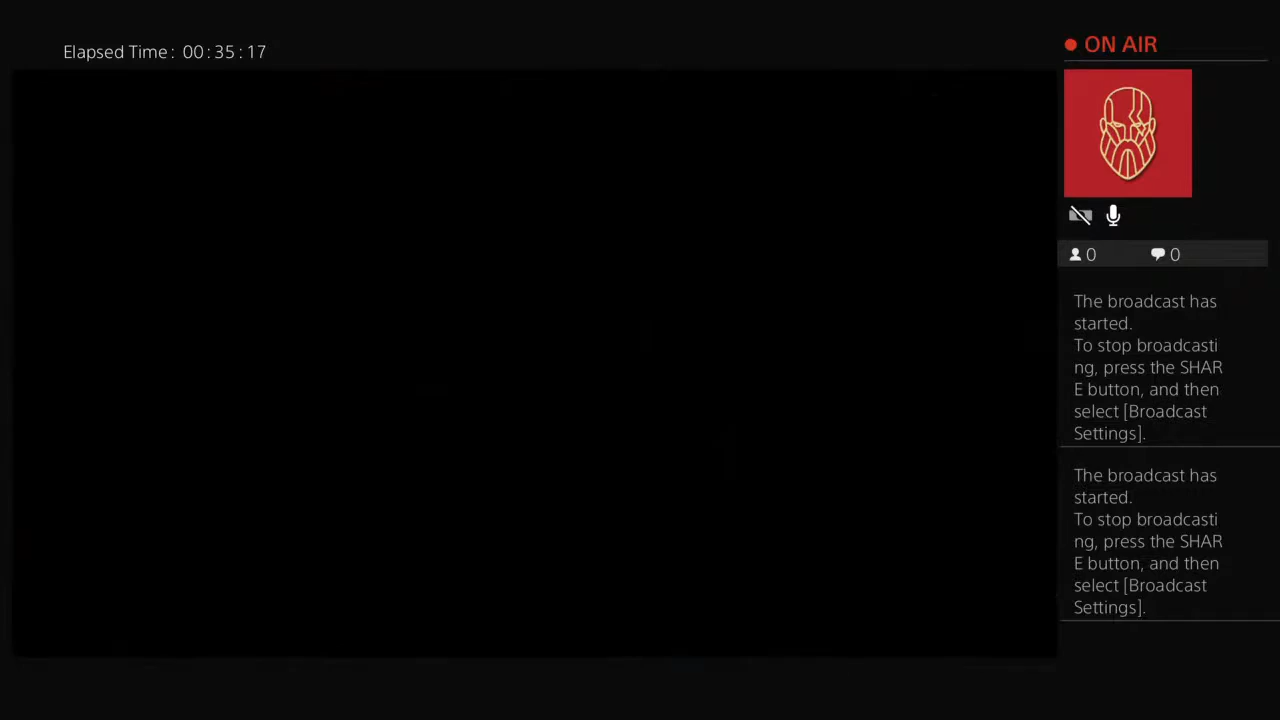 Elapsed Time: 00:35:17
ON AIR
0 0
The broadcast has
started.
To stop broadcasti
ng, press the SHAR
E button, and then
select [Broadcast
Settings].
The broadcast has
started.
To stop broadcasti
ng, press the SHAR
E button, and then
select [Broadcast
Settings].